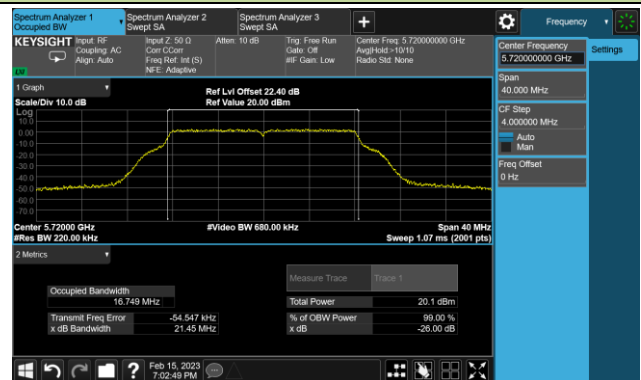 Spectrum Analyzer 1
Occupied BW
Spectrum Analyzer 2
Swept SA
Spectrum Analyzer 3
Swept SA
+
Frequency
KEYSIGHT
Input: RF
Coupling: AC
Align: Auto
Input Z: 50 Ω
Corr CCorr
Freq Ref: Int (S)
NFE: Adaptive
Atten: 10 dB
Trig: Free Run
Gate: Off
#IF Gain: Low
Center Freq: 5.720000000 GHz
Avg|Hold:>10/10
Radio Std: None
Center Frequency
5.720000000 GHz
Settings
Span
40.000 MHz
CF Step
4.000000 MHz
Auto
Man
Freq Offset
0 Hz
1 Graph
Scale/Div 10.0 dB
Ref Lvl Offset 22.40 dB
Ref Value 20.00 dBm
Log
10.0
0.00
-10.0
-20.0
-30.0
-40.0
-50.0
-60.0
-70.0
Center 5.72000 GHz
#Video BW 680.00 kHz
Span 40 MHz
#Res BW 220.00 kHz
Sweep 1.07 ms (2001 pts)
2 Metrics
Measure Trace
Trace 1
Occupied Bandwidth
16.749 MHz
Total Power
20.1 dBm
Transmit Freq Error
-54.547 kHz
% of OBW Power
99.00 %
x dB Bandwidth
21.45 MHz
x dB
-26.00 dB
?
Feb 15, 2023
7:02:49 PM